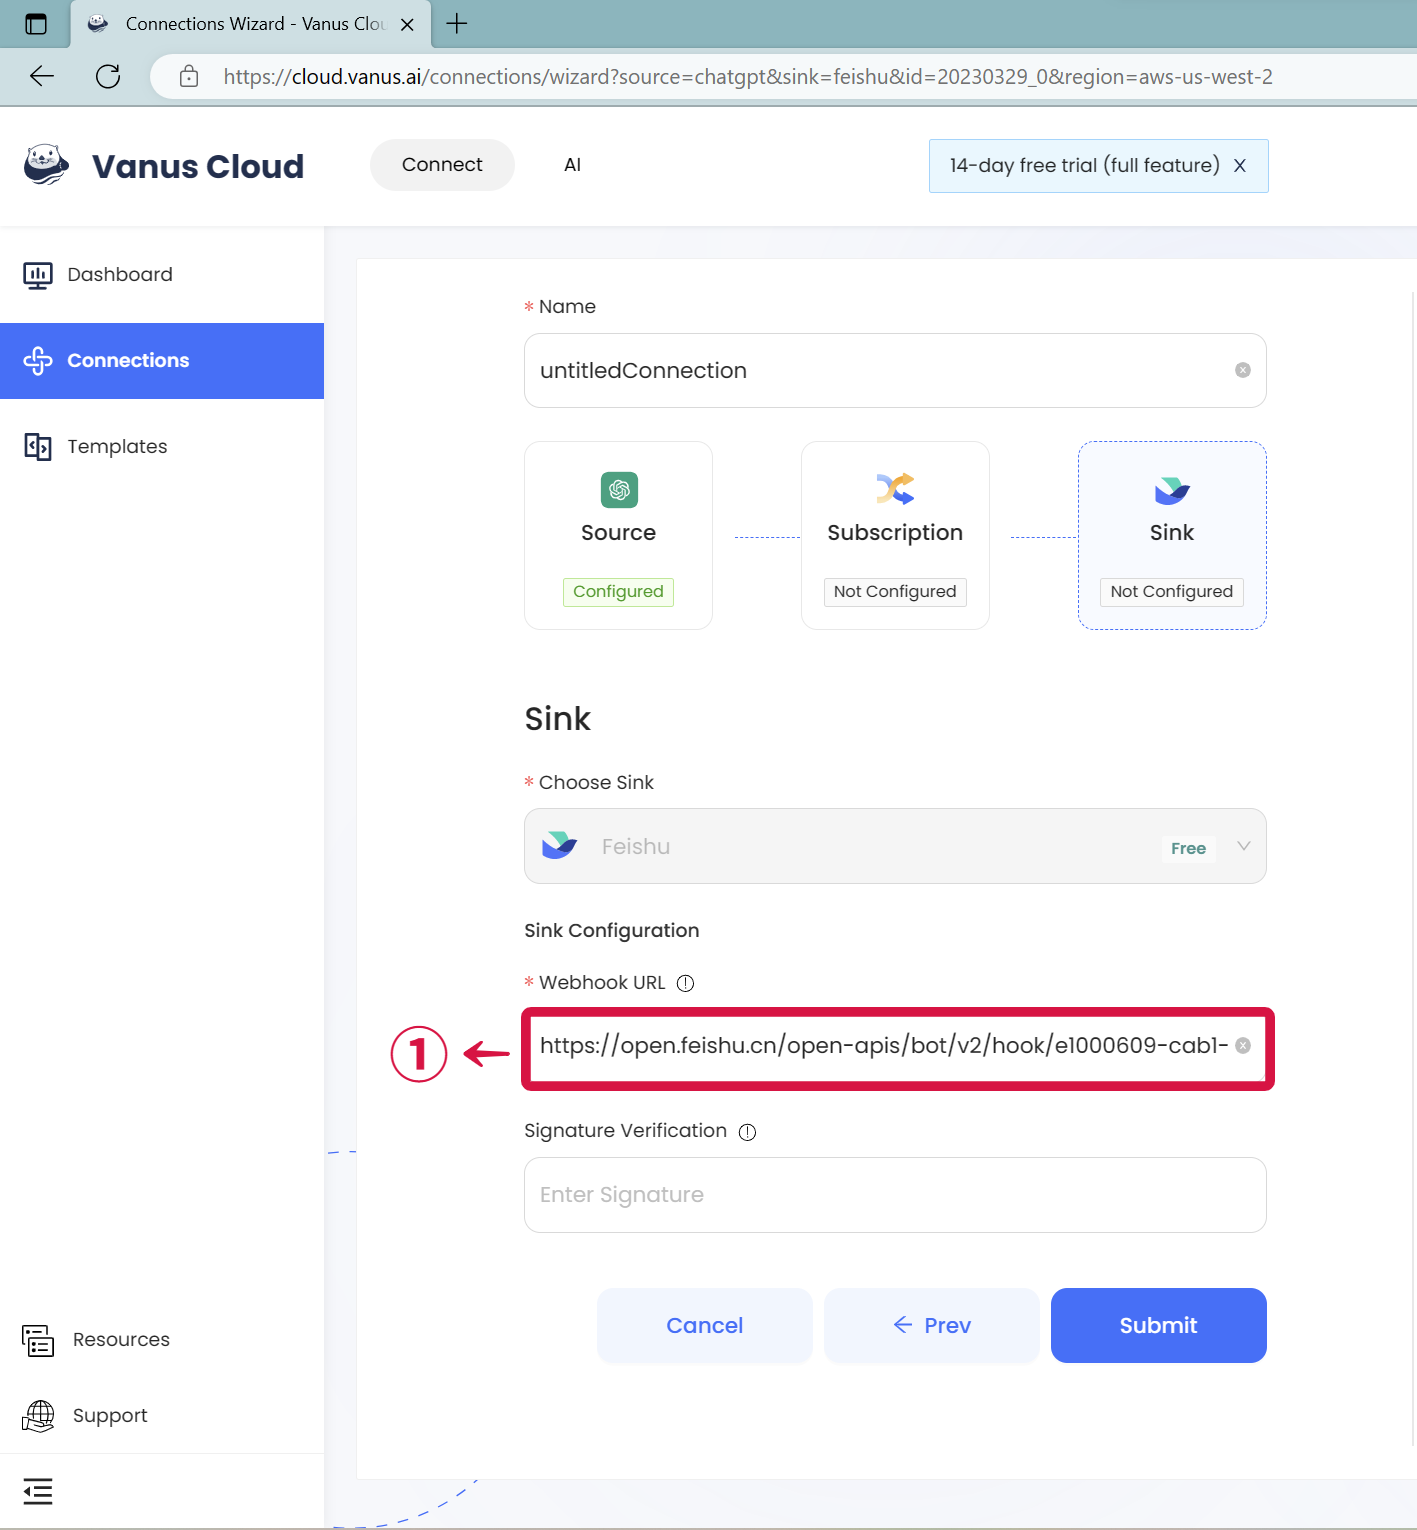 Connections Wizard - Vanus Clou
https://cloud.vanus.ai/connections/wizard?source=chatgpt&sink=feishu&id=20230329_0&region=aws-us-west-2
Vanus Cloud
Connect
AI
14-day free trial (full feature) X
Dashboard
Connections
Templates
* Name
untitledConnection
Source
Configured
Subscription
Not Configured
Sink
Not Configured
Sink
* Choose Sink
Feishu
Free
Sink Configuration
* Webhook URL
1
https://open.feishu.cn/open-apis/bot/v2/hook/e1000609-cab1-
Signature Verification
Enter Signature
Cancel
← Prev
Submit
Resources
Support